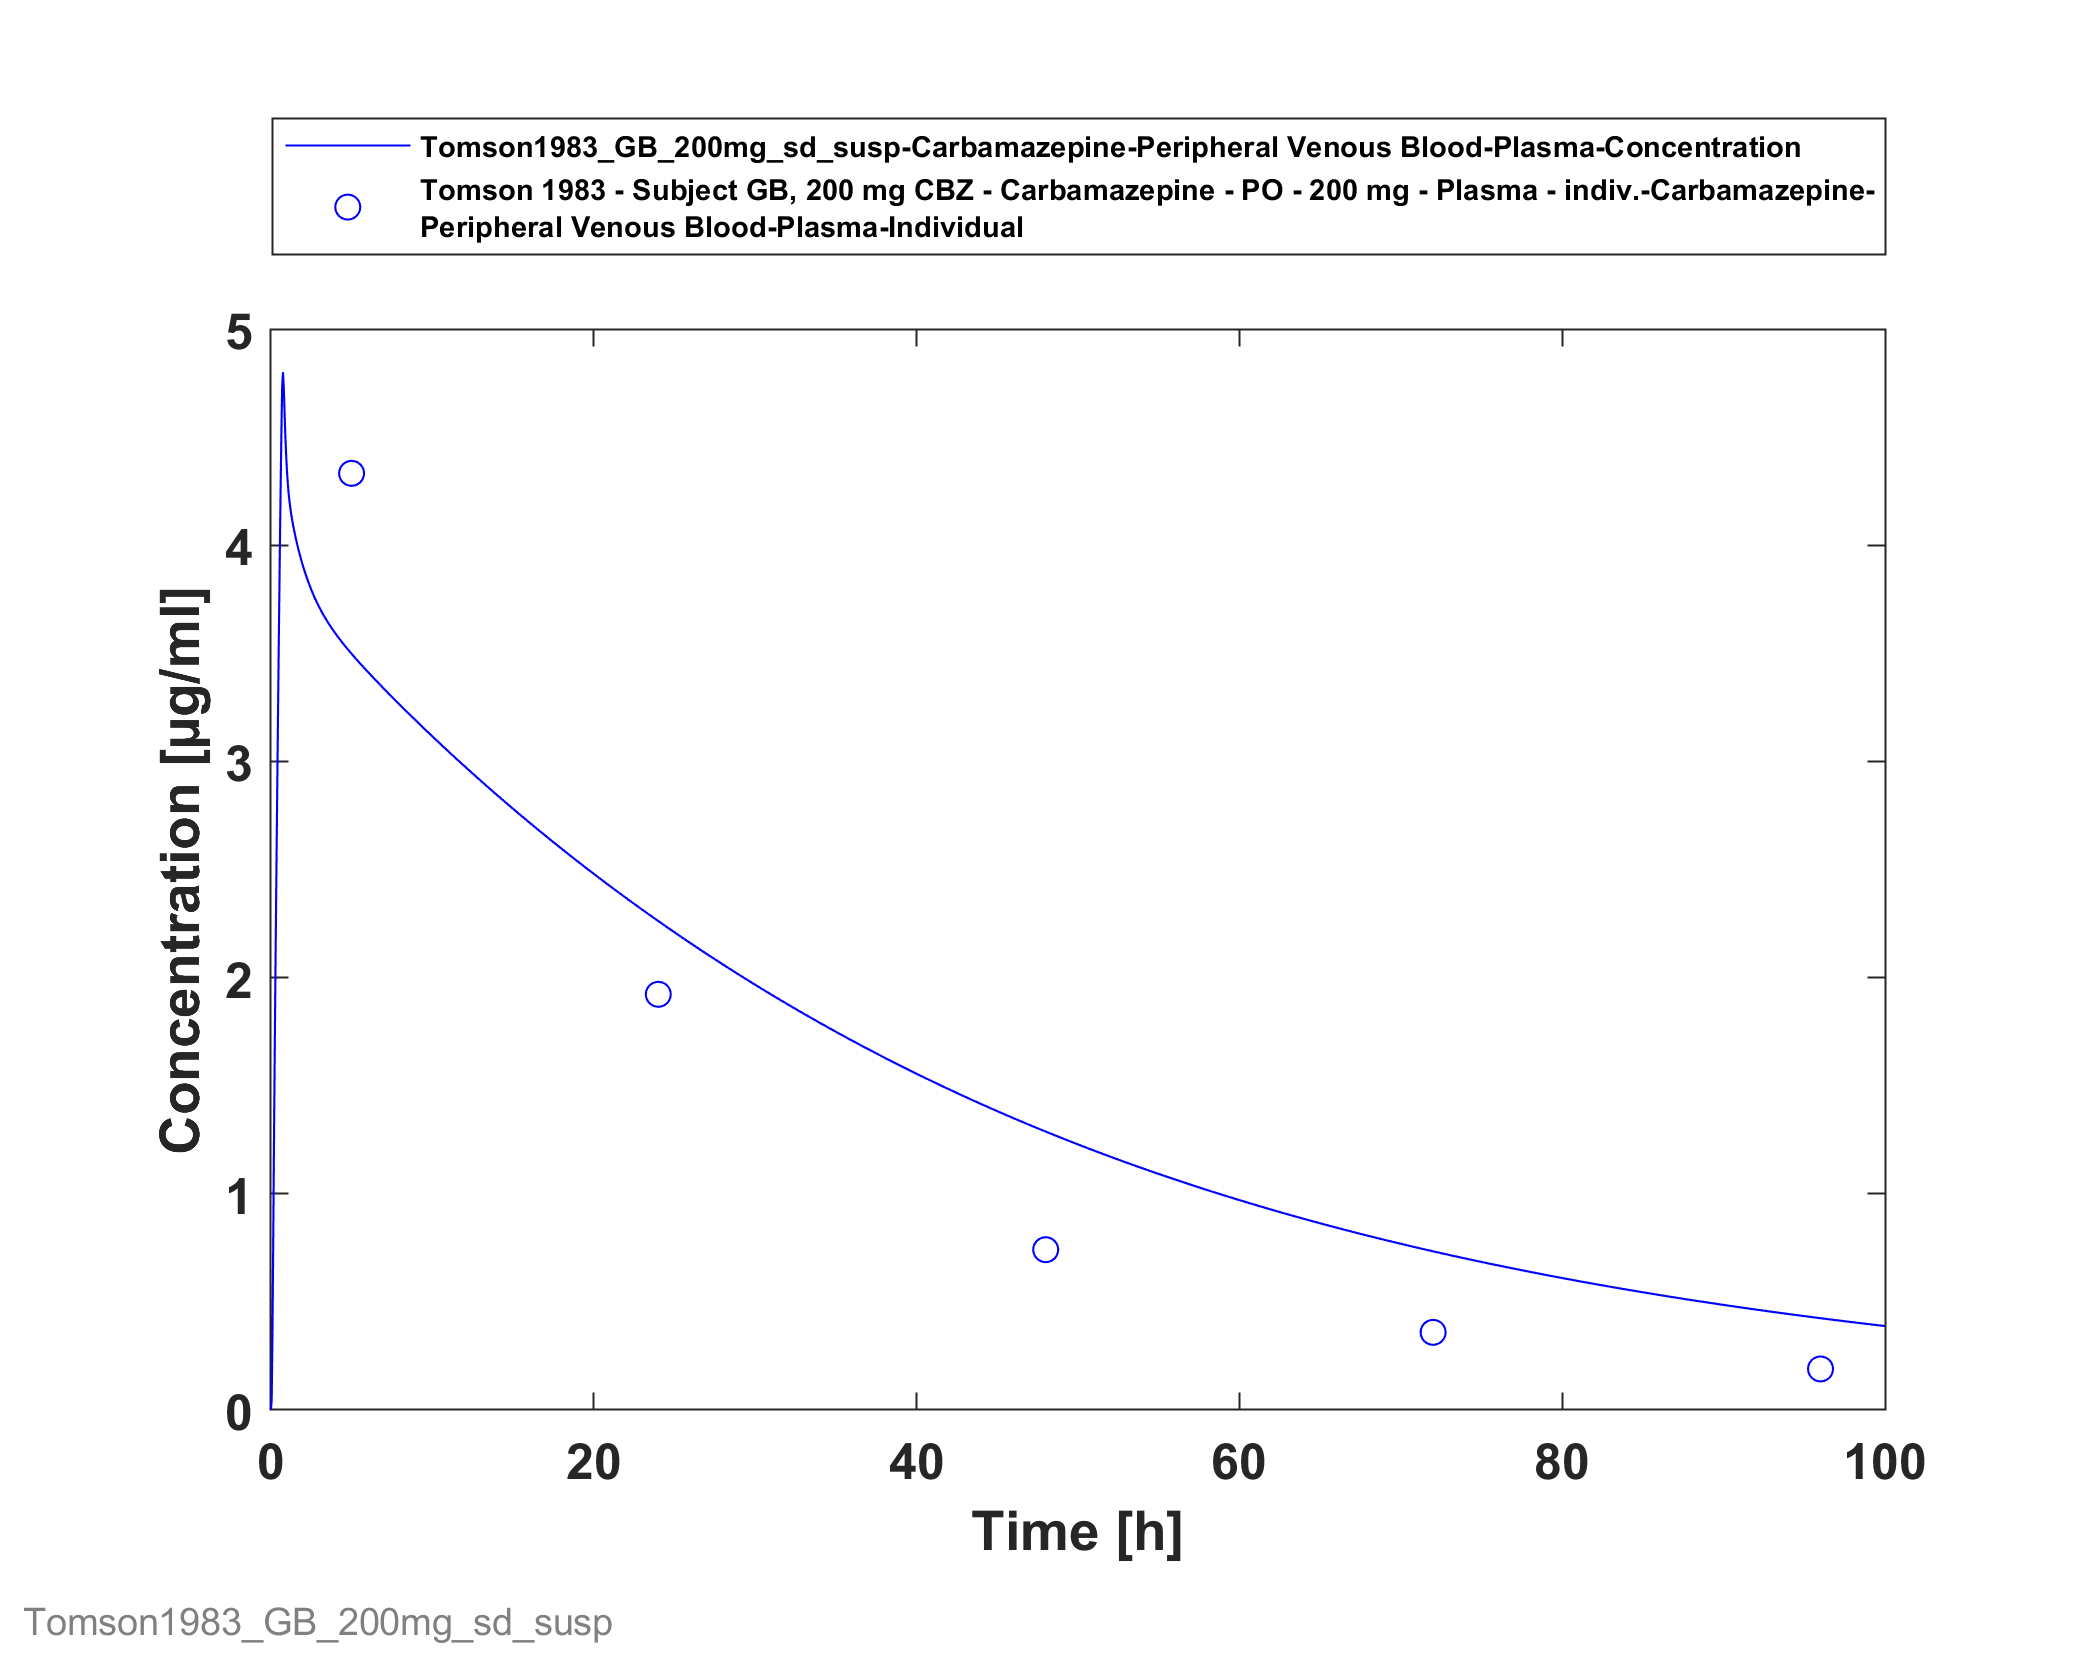 Tomson1983_GB_200mg_sd_susp-Carbamazepine-Peripheral Venous Blood-Plasma-Concentration
Tomson 1983 - Subject GB, 200 mg CBZ - Carbamazepine - PO - 200 mg - Plasma - indiv.-Carbamazepine-
Peripheral Venous Blood-Plasma-Individual
5
4
3
2
1
0
Concentration [µg/ml]
0 20 40 60 80 100
Time [h]
Tomson1983_GB_200mg_sd_susp